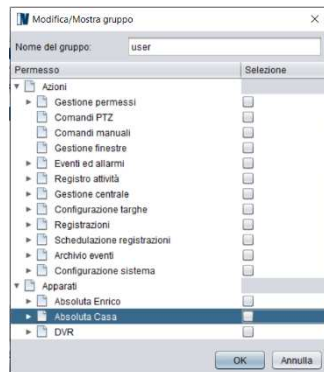 Modifica/Mostra gruppo
Nome del gruppo: user
Permesso Selezione
Azioni
Gestione permessi
Comandi PTZ
Comandi manuali
Gestione finestre
Eventi ed allarmi
Registro attività
Gestione centrale
Configurazione targhe
Registrazioni
Schedulazione registrazioni
Archivio eventi
Configurazione sistema
Apparati
Absoluta Enrico
Absoluta Casa
DVR
OK Annulla